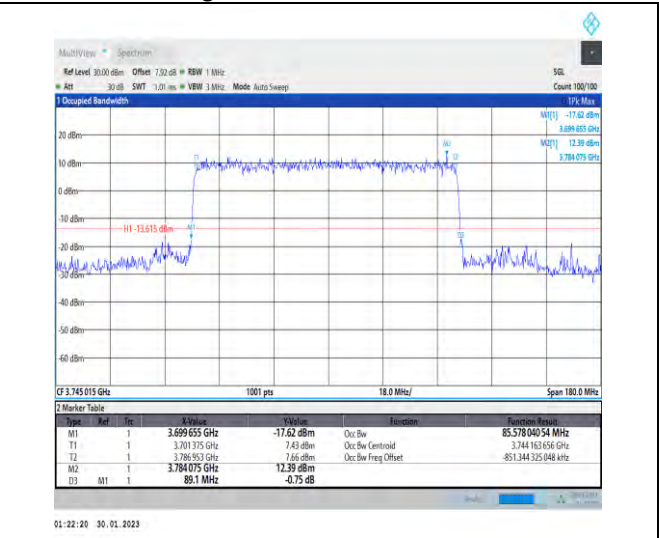 MultiView Spectrum
Ref Level 30.00 dBm Offset 7.92 dB RBW 1 MHz SGL
Att 30 dB SWT 1.01 ms VBW 3 MHz Mode Auto Sweep Count 100/100
1 Occupied Bandwidth 1Pk Max
M1[1] -17.62 dBm
3.699 655 GHz
M2[1] 12.39 dBm
3.784 075 GHz
20 dBm
M2
10 dBm T1 T2
0 dBm
-10 dBm
H1 -13.615 dBm M1
-20 dBm D3
-30 dBm
-40 dBm
-50 dBm
-60 dBm
CF 3.745 015 GHz 1001 pts 18.0 MHz/ Span 180.0 MHz
2 Marker Table
Type Ref Trc X-Value Y-Value Function Function Result
M1 1 3.699 655 GHz -17.62 dBm Occ Bw 85.578 040 54 MHz
T1 1 3.701 375 GHz 7.43 dBm Occ Bw Centroid 3.744 163 656 GHz
T2 1 3.786 953 GHz 7.66 dBm Occ Bw Freq Offset -851.344 325 048 kHz
M2 1 3.784 075 GHz 12.39 dBm
D3 M1 1 89.1 MHz -0.75 dB
01:22:20 30.01.2023